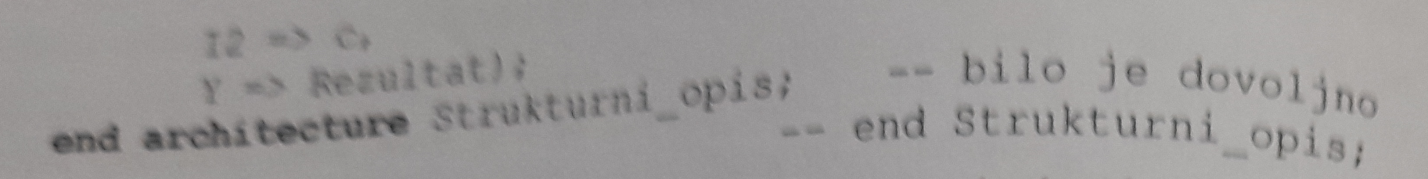 I2 => C,
Y => Rezultat);
end architecture Strukturni_opis; -- bilo je dovoljno
-- end Strukturni_opis;